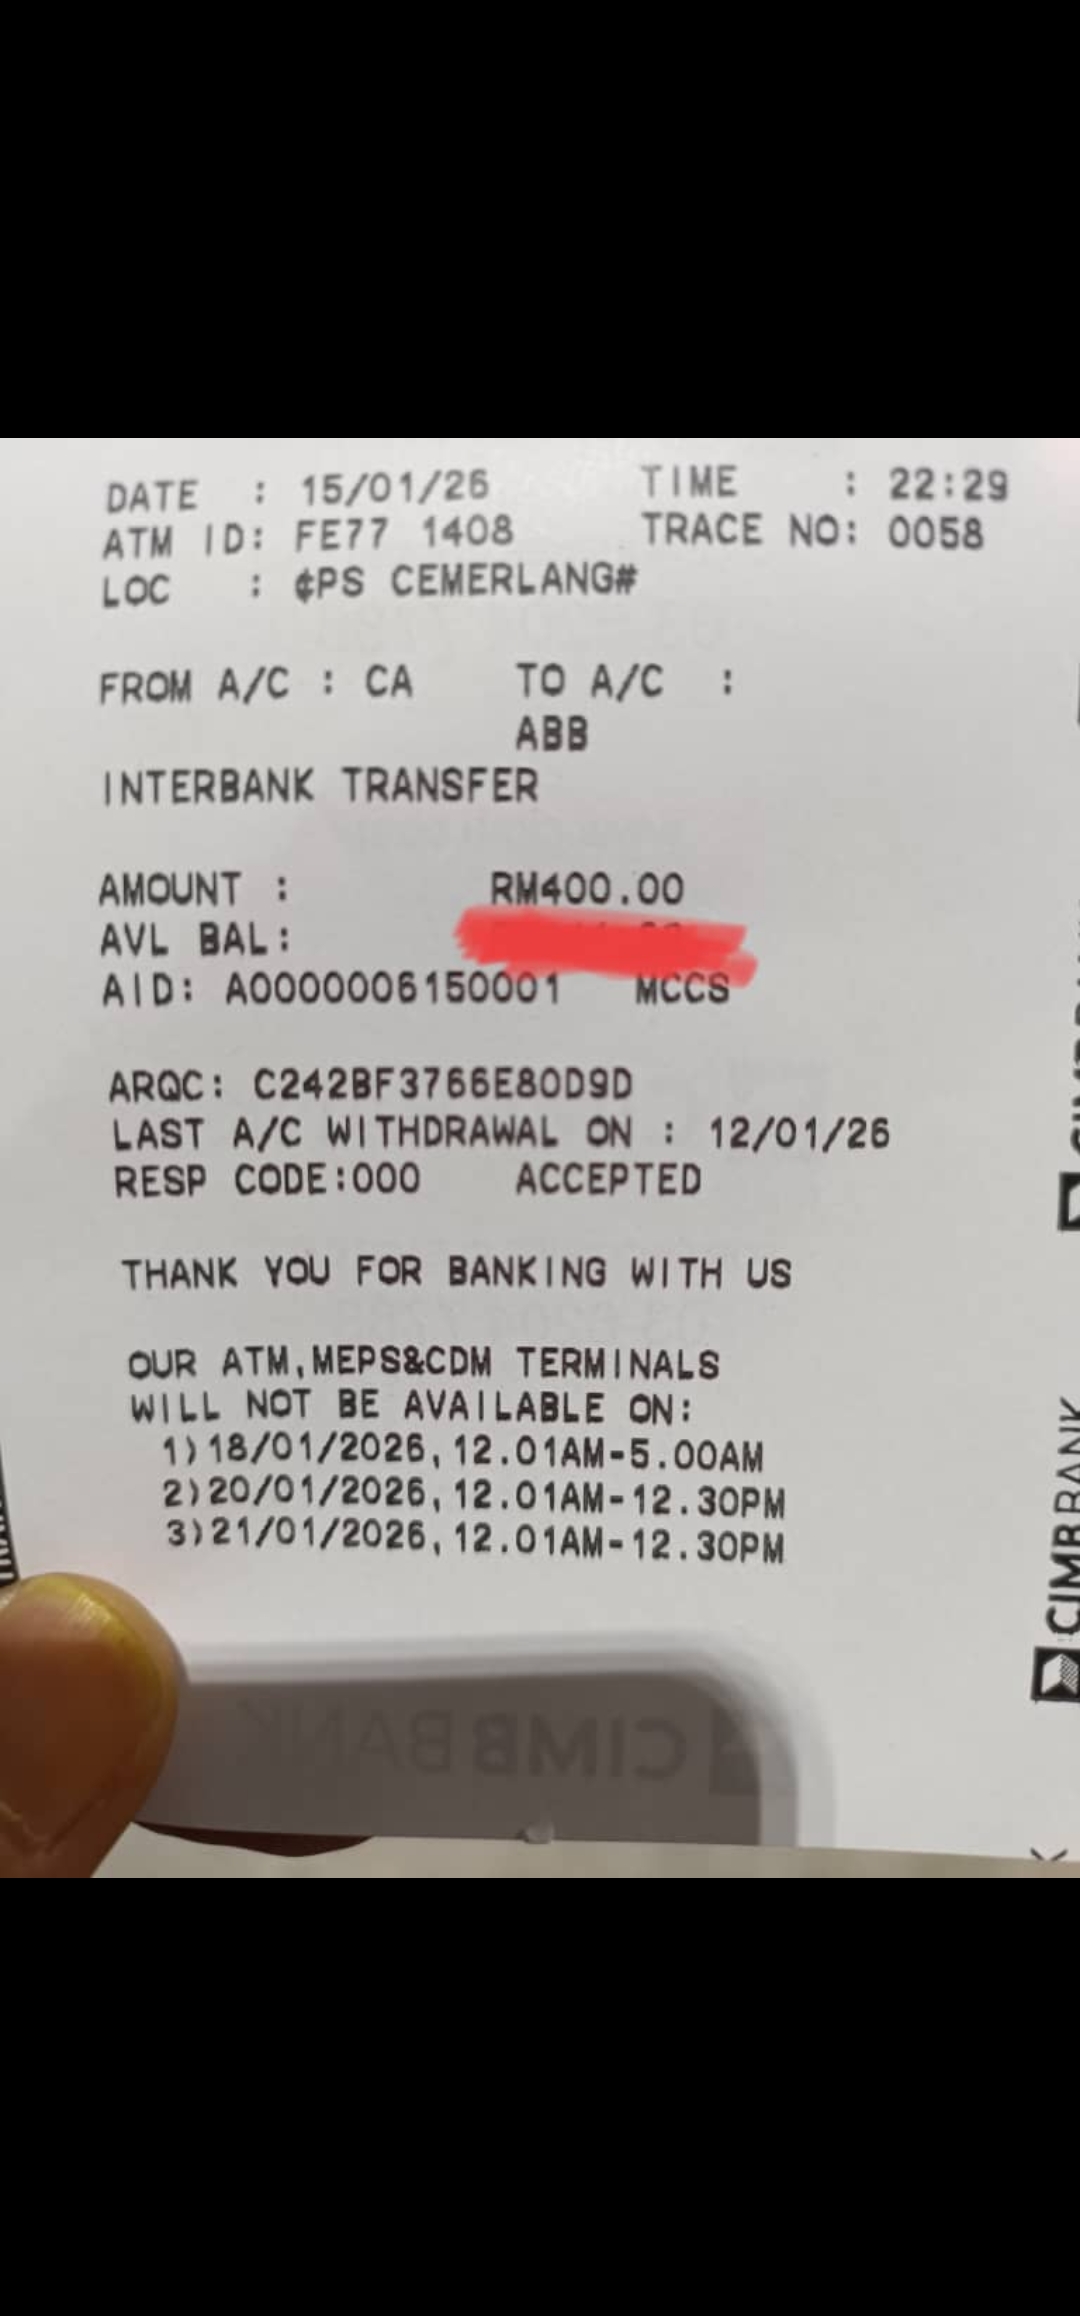 DATE : 15/01/26 TIME : 22:29
ATM ID: FE77 1408 TRACE NO: 0058
LOC : ¢PS CEMERLANG#
FROM A/C : CA TO A/C :
ABB
INTERBANK TRANSFER
AMOUNT : RM400.00
AVL BAL:
AID: A0000006150001 MCCS
ARQC: C242BF3766E80D9D
LAST A/C WITHDRAWAL ON : 12/01/26
RESP CODE:000 ACCEPTED
THANK YOU FOR BANKING WITH US
OUR ATM,MEPS&CDM TERMINALS
WILL NOT BE AVAILABLE ON:
1)18/01/2026,12.01AM-5.00AM
2)20/01/2026,12.01AM-12.30PM
3)21/01/2026,12.01AM-12.30PM
CIMB BANK
CIMB BANK